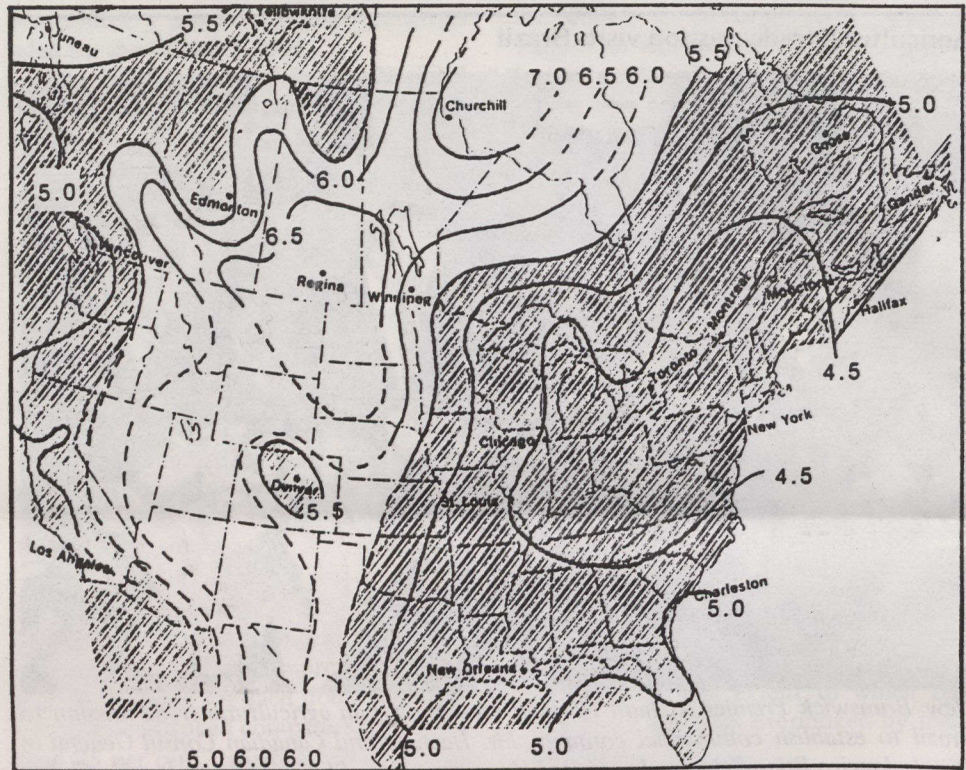 5.5
Yellowknife
Juneau
5.5
7.0 6.5 6.0
Churchill
5.0
Goose
6.0
5.0
Edmonton
Gander
6.5
Vancouver
Regina
Winnipeg
Montreal
Moncton
Halifax
Toronto
4.5
New York
Chicago
4.5
Denver
5.5
St. Louis
Los Angeles
Charleston
5.0
New Orleans
5.0 6.0 6.0
5.0
5.0